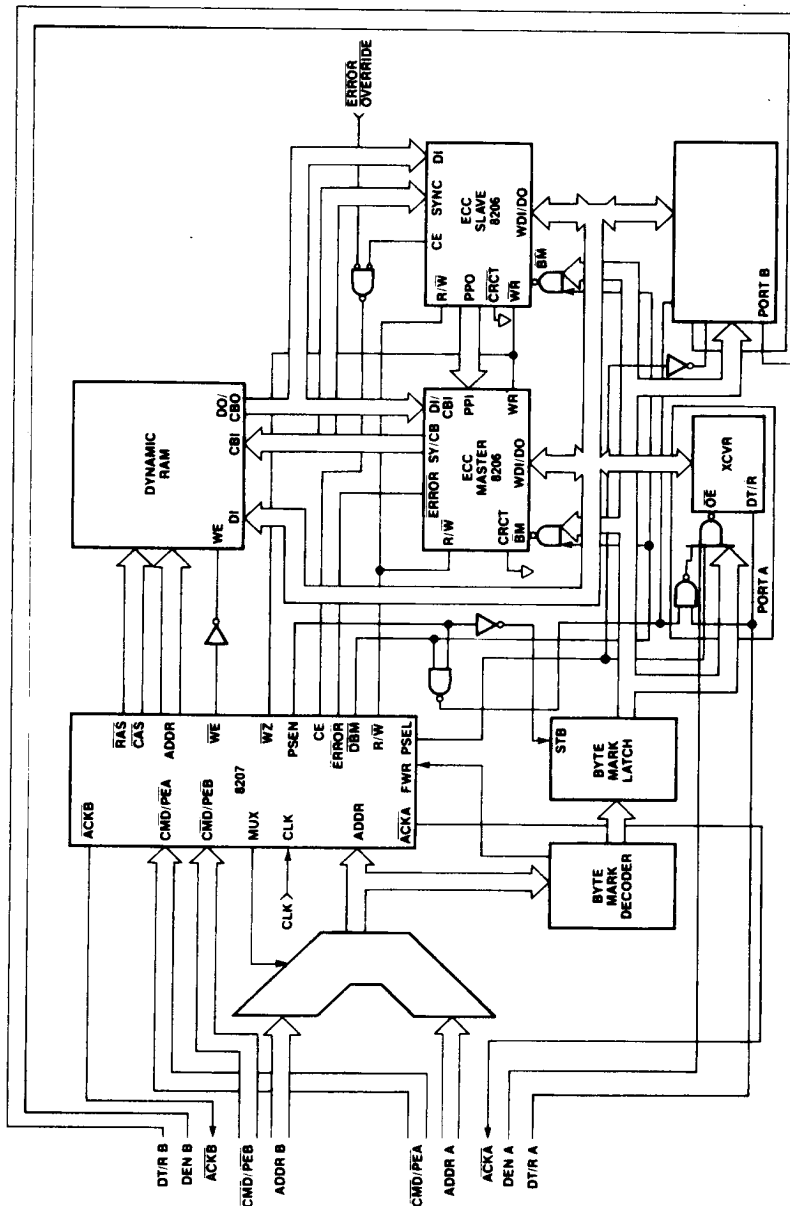 DT/R B
DEN B
ACKB
CMD/PEB
ADDR B
CMD/PEA
ADDR A
ACKA
DEN A
DT/R A
ACKB
CMD/PEA
CMD/PEB
8207
MUX
CLK
CLK
ADDR
ACKA
FWR
PSEL
RAS
CAS
ADDR
WE
WZ
PSEN
CE
ERROR
DBM
R/W
DYNAMIC
RAM
WE
DI
CBI
DO/
CBO
BYTE
MARK
DECODER
BYTE
MARK
LATCH
STB
ERROR
SY/CB
DI/
CBI
R/W
PPI
ECC
MASTER
8206
CRCT
BM
WDI/DO
WR
ERROR
OVERRIDE
CE
SYNC
DI
R/W
PPO
ECC
SLAVE
8206
CRCT
WR
WDI/DO
BM
OE
XCVR
DT/R
PORT A
PORT B